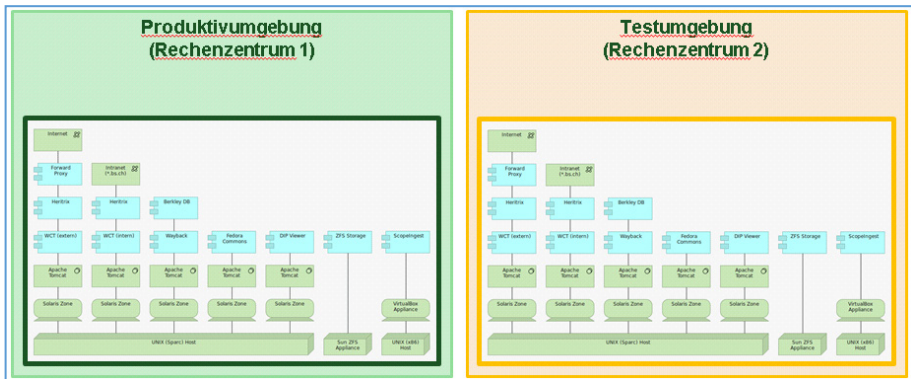 Produktivumgebung
(Rechenzentrum 1)
Internet
Forward
Proxy
Intranet
(*.bs.ch)
Heritrix
Heritrix
Berkley DB
WCT (extern)
WCT (intern)
Wayback
Fedora
Commons
DIP Viewer
ZFS Storage
ScopeIngest
Apache
Tomcat
Apache
Tomcat
Apache
Tomcat
Apache
Tomcat
Apache
Tomcat
Solaris Zone
Solaris Zone
Solaris Zone
Solaris Zone
Solaris Zone
VirtualBox
Appliance
UNIX (Sparc) Host
Sun ZFS
Appliance
UNIX (x86)
Host
Testumgebung
(Rechenzentrum 2)
Internet
Forward
Proxy
Intranet
(*.bs.ch)
Heritrix
Heritrix
Berkley DB
WCT (extern)
WCT (intern)
Wayback
Fedora
Commons
DIP Viewer
ZFS Storage
ScopeIngest
Apache
Tomcat
Apache
Tomcat
Apache
Tomcat
Apache
Tomcat
Apache
Tomcat
Solaris Zone
Solaris Zone
Solaris Zone
Solaris Zone
Solaris Zone
VirtualBox
Appliance
UNIX (Sparc) Host
Sun ZFS
Appliance
UNIX (x86)
Host